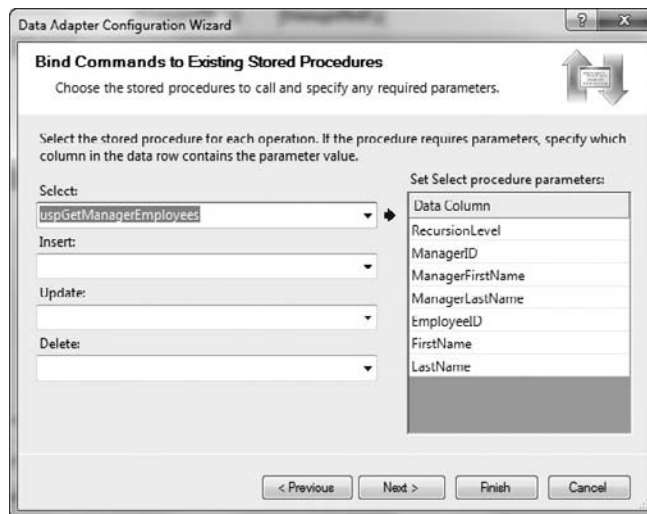 Data Adapter Configuration Wizard
Bind Commands to Existing Stored Procedures
Choose the stored procedures to call and specify any required parameters.
Select the stored procedure for each operation. If the procedure requires parameters, specify which
column in the data row contains the parameter value.
Select:
uspGetManagerEmployees
Insert:
Update:
Delete:
Set Select procedure parameters:
Data Column
RecursionLevel
ManagerID
ManagerFirstName
ManagerLastName
EmployeeID
FirstName
LastName
< Previous
Next >
Finish
Cancel